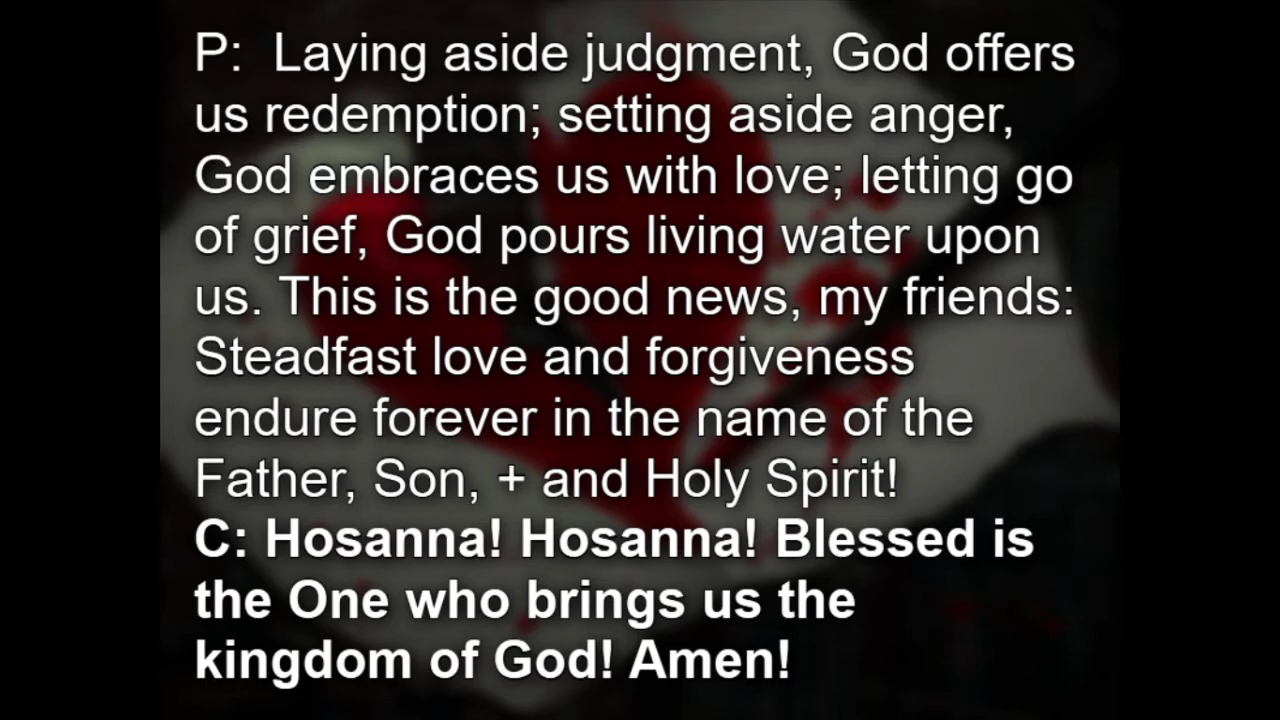 P:  Laying aside judgment, God offers
us redemption; setting aside anger,
God embraces us with love; letting go
of grief, God pours living water upon
us. This is the good news, my friends:
Steadfast love and forgiveness
endure forever in the name of the
Father, Son, + and Holy Spirit!
C: Hosanna! Hosanna! Blessed is
the One who brings us the
kingdom of God! Amen!